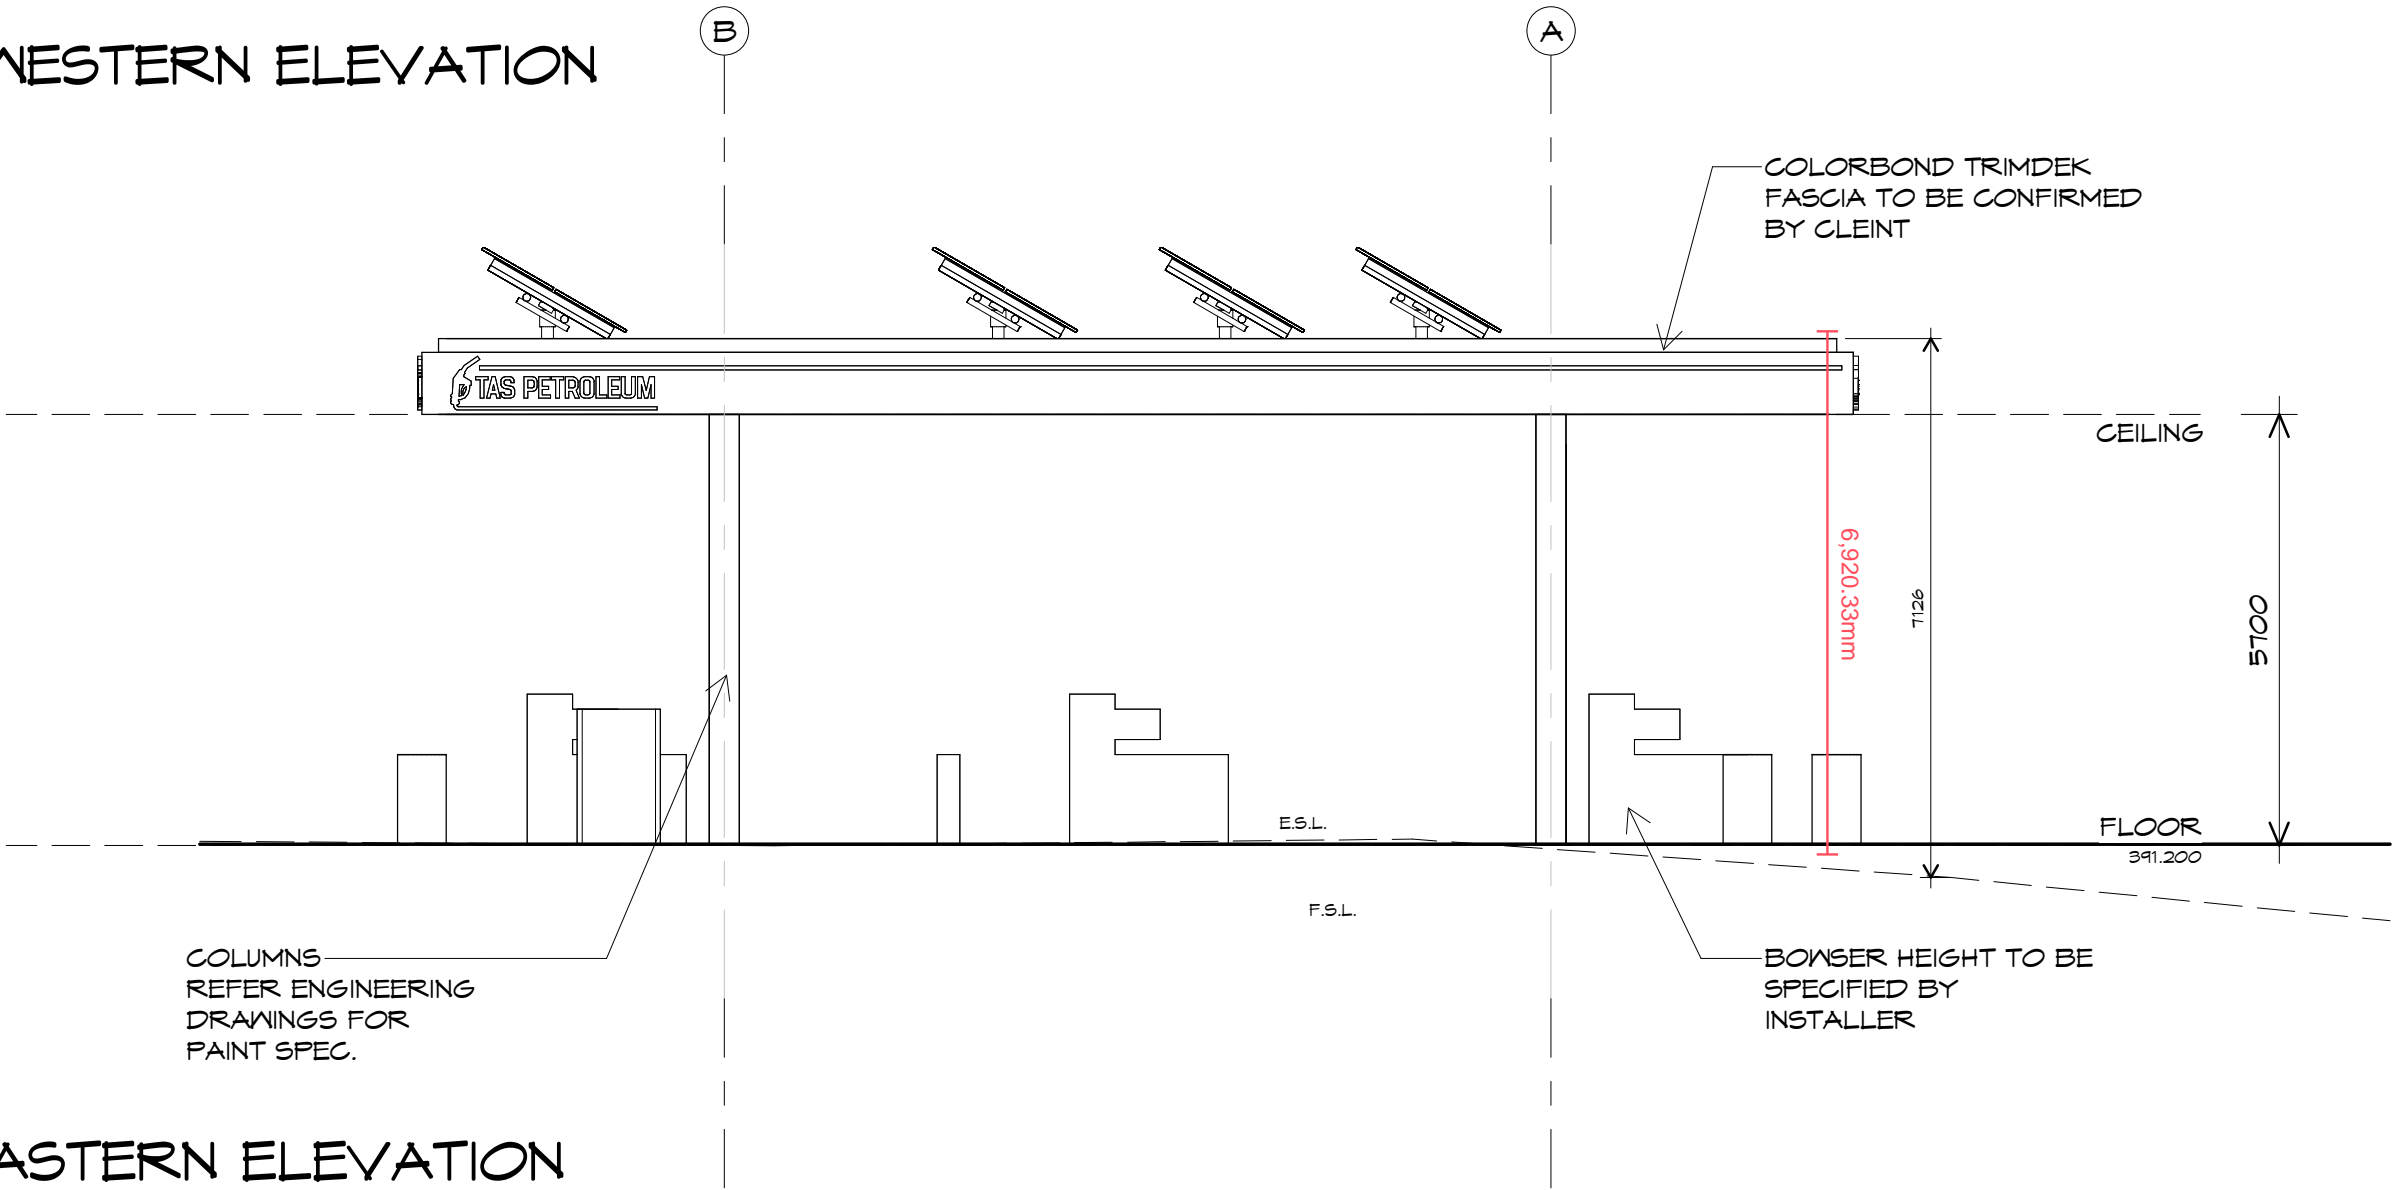 B
A
WESTERN ELEVATION
COLORBOND TRIMDEK
FASCIA TO BE CONFIRMED
BY CLEINT
TAS PETROLEUM
CEILING
6,920.33mm
7126
5700
E.S.L.
FLOOR
391.200
F.S.L.
COLUMNS
REFER ENGINEERING
DRAWINGS FOR
PAINT SPEC.
BOWSER HEIGHT TO BE
SPECIFIED BY
INSTALLER
ASTERN ELEVATION